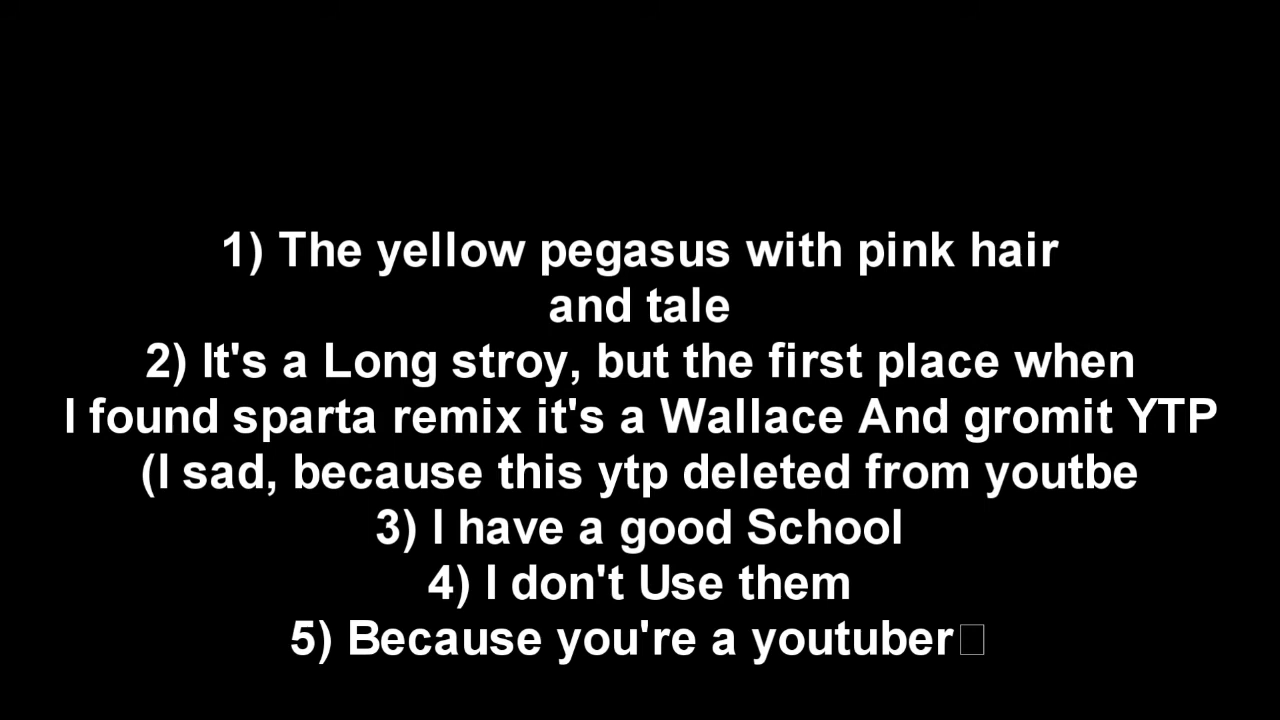 1) The yellow pegasus with pink hair
and tale
2) It's a Long stroy, but the first place when
I found sparta remix it's a Wallace And gromit YTP
(I sad, because this ytp deleted from youtbe
3) I have a good School
4) I don't Use them
5) Because you're a youtuber